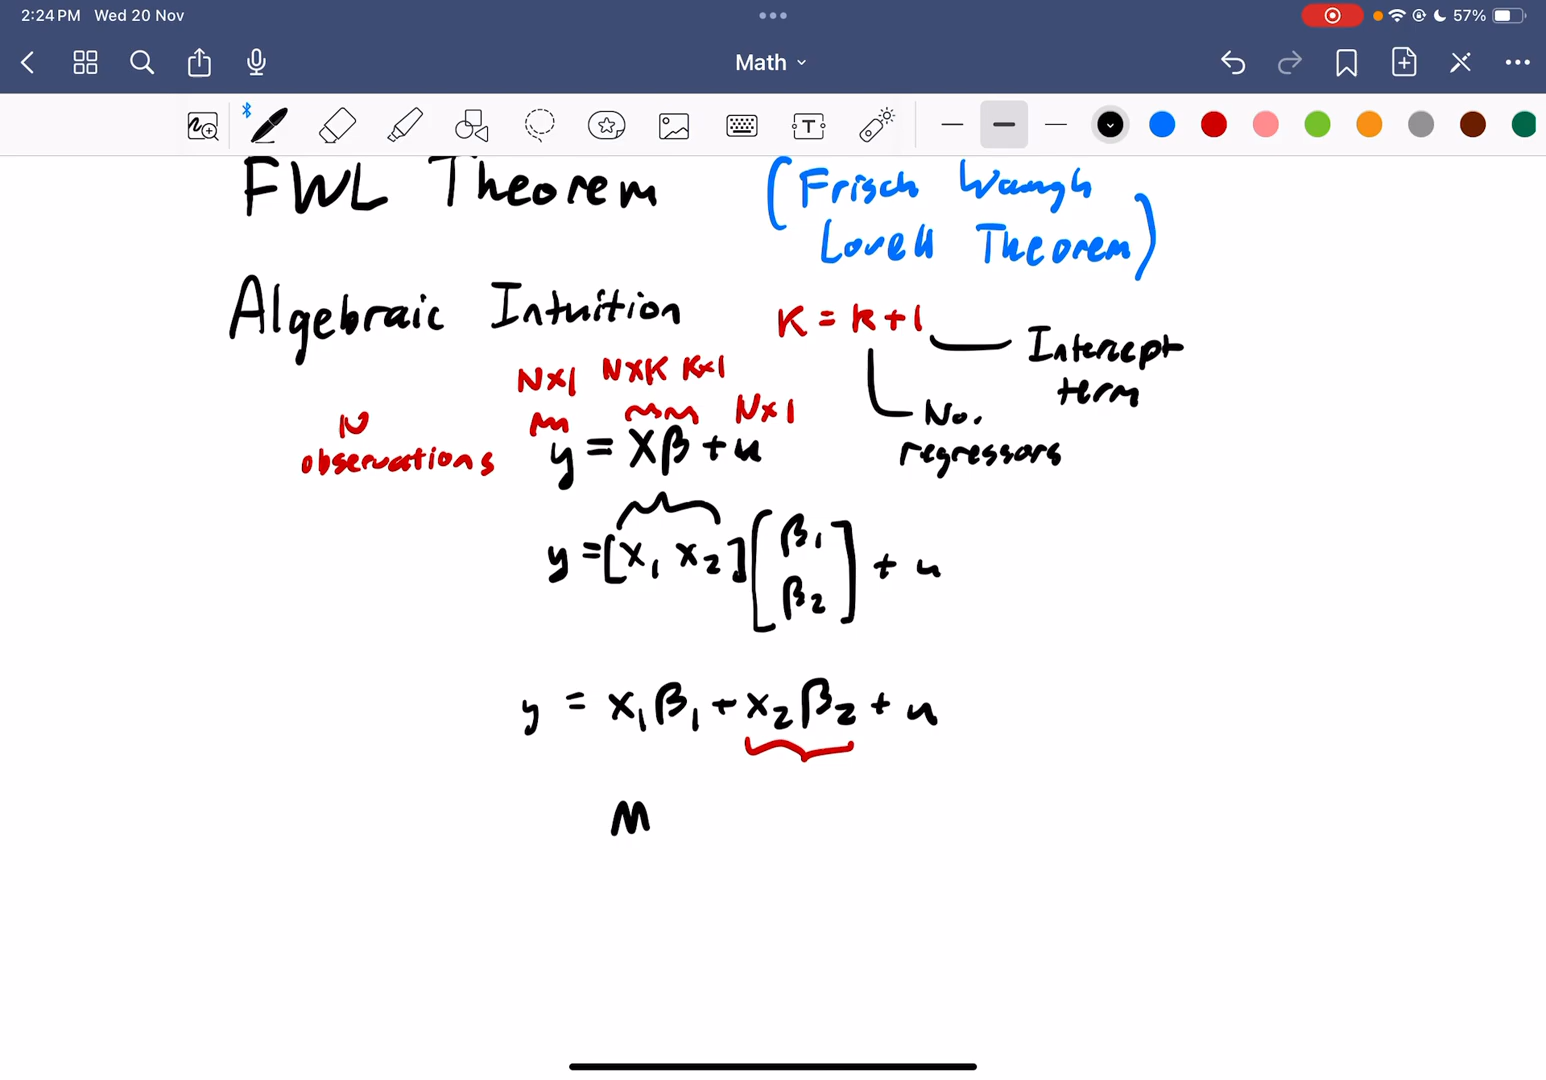 2:24 PM Wed 20 Nov
57%
Math
T
FWL Theorem
(Frisch Waugh
Lovell Theorem)
Algebraic Intuition
K = k + 1
Intercept
term
No.
regressors
N×1 N×K K×1
N×1
N
observations
y = Xβ + u
y = [x₁ x₂] [β₁
β₂] + u
y = x₁β₁ + x₂β₂ + u
M